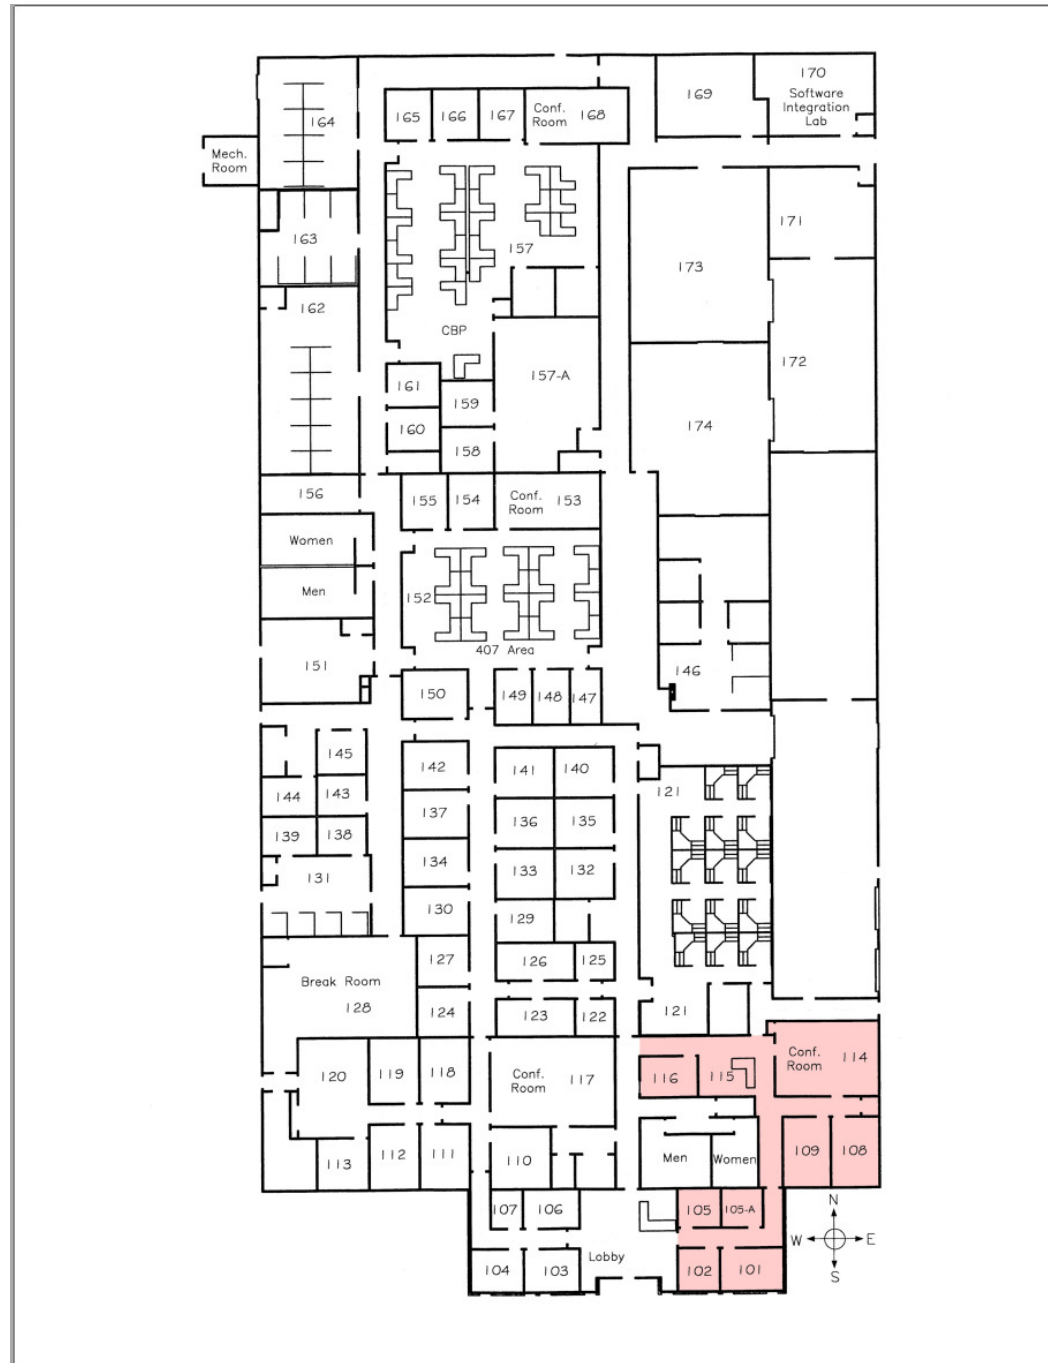 170
Software
Integration
Lab
169
164
165
166
167
Conf.
Room
168
Mech.
Room
163
157
171
173
162
CBP
157-A
172
161
159
160
158
174
156
155
154
Conf.
Room
153
Women
Men
152
407 Area
151
146
150
149
148
147
145
142
141
140
121
144
143
137
136
135
139
138
134
133
132
131
130
129
127
126
125
Break Room
128
124
123
122
121
120
119
118
Conf.
Room
117
116
115
Conf.
Room
114
113
112
111
110
Men
Women
109
108
107
106
105
105-A
N
W
E
S
Lobby
104
103
102
101